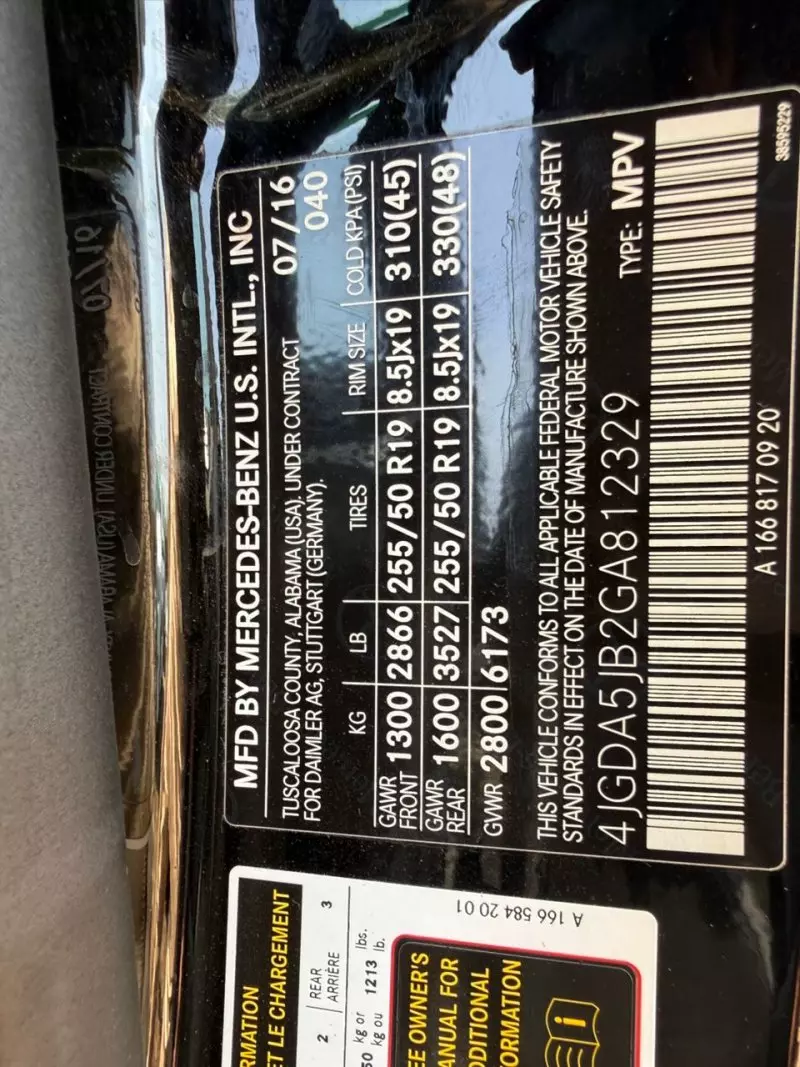 MFD BY MERCEDES-BENZ U.S. INTL., INC
TUSCALOOSA COUNTY, ALABAMA (USA), UNDER CONTRACT 07/16
FOR DAIMLER AG, STUTTGART (GERMANY). 040
KG LB TIRES RIM SIZE COLD KPA (PSI)
GAWR FRONT 1300 2866 255/50 R19 8.5Jx19 310(45)
GAWR REAR 1600 3527 255/50 R19 8.5Jx19 330(48)
GVWR 2800 6173
THIS VEHICLE CONFORMS TO ALL APPLICABLE FEDERAL MOTOR VEHICLE SAFETY
STANDARDS IN EFFECT ON THE DATE OF MANUFACTURE SHOWN ABOVE.
4JGDA5JB2GA812329 TYPE: MPV
A 166 817 09 20
38595229
RMATION
ET LE CHARGEMENT
2 REAR ARRIÈRE 3
50 kg or kg ou 1213 lbs. lb.
EE OWNER'S
ANUAL FOR
DDITIONAL
ORMATION
A 166 584 20 01